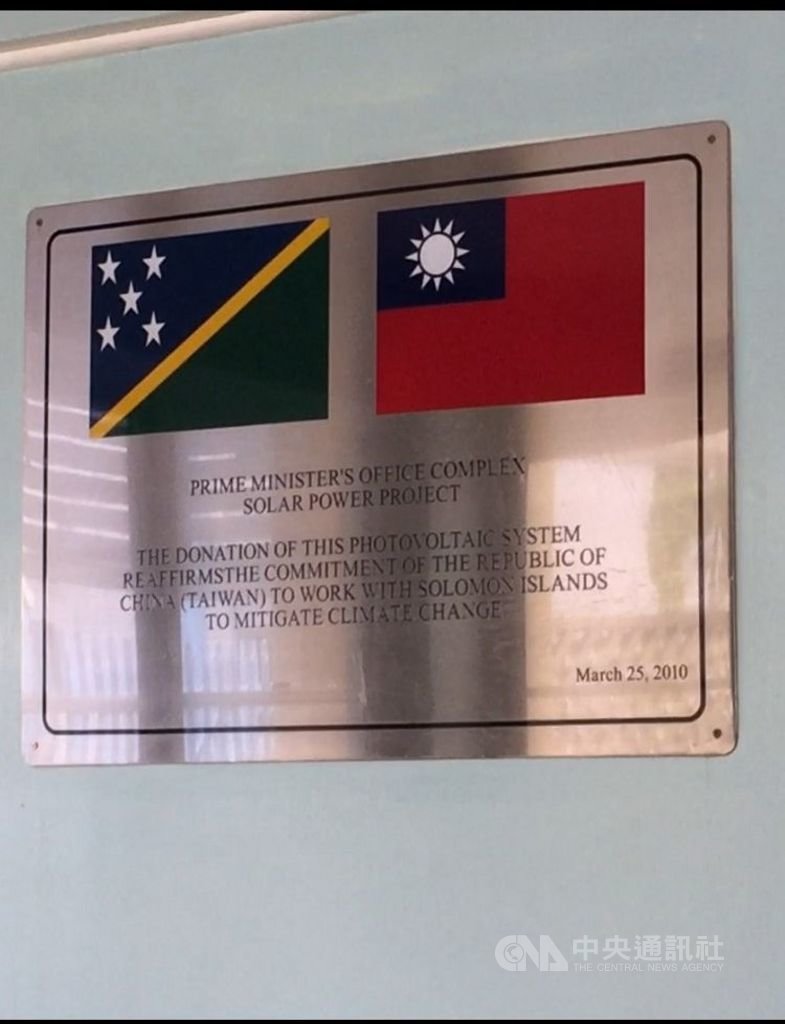 PRIME MINISTER'S OFFICE COMPLEX
SOLAR POWER PROJECT
THE DONATION OF THIS PHOTOVOLTAIC SYSTEM
REAFFIRMSTHE COMMITMENT OF THE REPUBLIC OF
CHINA (TAIWAN) TO WORK WITH SOLOMON ISLANDS
TO MITIGATE CLIMATE CHANGE
March 25, 2010
CNA 中央通訊社
THE CENTRAL NEWS AGENCY